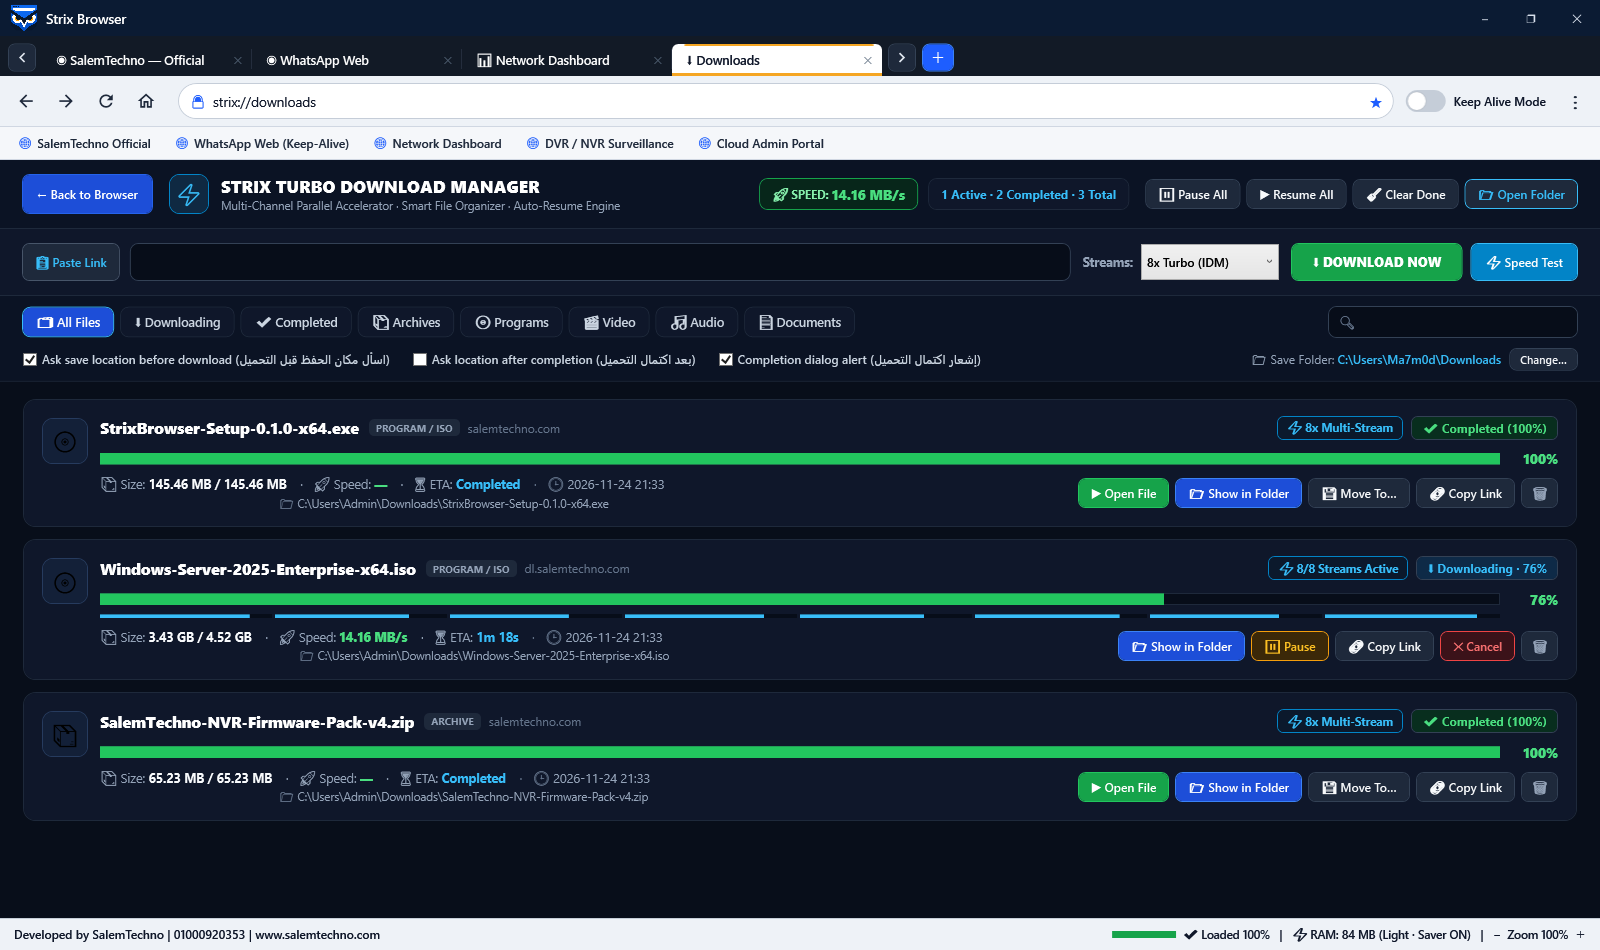 Strix Browser
SalemTechno — Official
WhatsApp Web
Network Dashboard
Downloads
strix://downloads
Keep Alive Mode
SalemTechno Official
WhatsApp Web (Keep-Alive)
Network Dashboard
DVR / NVR Surveillance
Cloud Admin Portal
← Back to Browser
STRIX TURBO DOWNLOAD MANAGER
Multi-Channel Parallel Accelerator · Smart File Organizer · Auto-Resume Engine
SPEED: 14.16 MB/s
1 Active · 2 Completed · 3 Total
Pause All
Resume All
Clear Done
Open Folder
Paste Link
Streams:
8x Turbo (IDM)
⬇ DOWNLOAD NOW
Speed Test
All Files
⬇ Downloading
Completed
Archives
Programs
Video
Audio
Documents
Ask save location before download (اسأل مكان الحفظ قبل التحميل)
Ask location after completion (بعد اكتمال التحميل)
Completion dialog alert (إشعار اكتمال التحميل)
Save Folder: C:\Users\Ma7m0d\Downloads
Change...
StrixBrowser-Setup-0.1.0-x64.exe
PROGRAM / ISO
salemtechno.com
8x Multi-Stream
Completed (100%)
100%
Size: 145.46 MB / 145.46 MB · Speed: — · ETA: Completed · 2026-11-24 21:33
C:\Users\Admin\Downloads\StrixBrowser-Setup-0.1.0-x64.exe
Open File
Show in Folder
Move To...
Copy Link
Windows-Server-2025-Enterprise-x64.iso
PROGRAM / ISO
dl.salemtechno.com
8/8 Streams Active
⬇ Downloading · 76%
76%
Size: 3.43 GB / 4.52 GB · Speed: 14.16 MB/s · ETA: 1m 18s · 2026-11-24 21:33
C:\Users\Admin\Downloads\Windows-Server-2025-Enterprise-x64.iso
Show in Folder
Pause
Copy Link
Cancel
SalemTechno-NVR-Firmware-Pack-v4.zip
ARCHIVE
salemtechno.com
8x Multi-Stream
Completed (100%)
100%
Size: 65.23 MB / 65.23 MB · Speed: — · ETA: Completed · 2026-11-24 21:33
C:\Users\Admin\Downloads\SalemTechno-NVR-Firmware-Pack-v4.zip
Open File
Show in Folder
Move To...
Copy Link
Developed by SalemTechno | 01000920353 | www.salemtechno.com
Loaded 100% | RAM: 84 MB (Light · Saver ON) | − Zoom 100% +